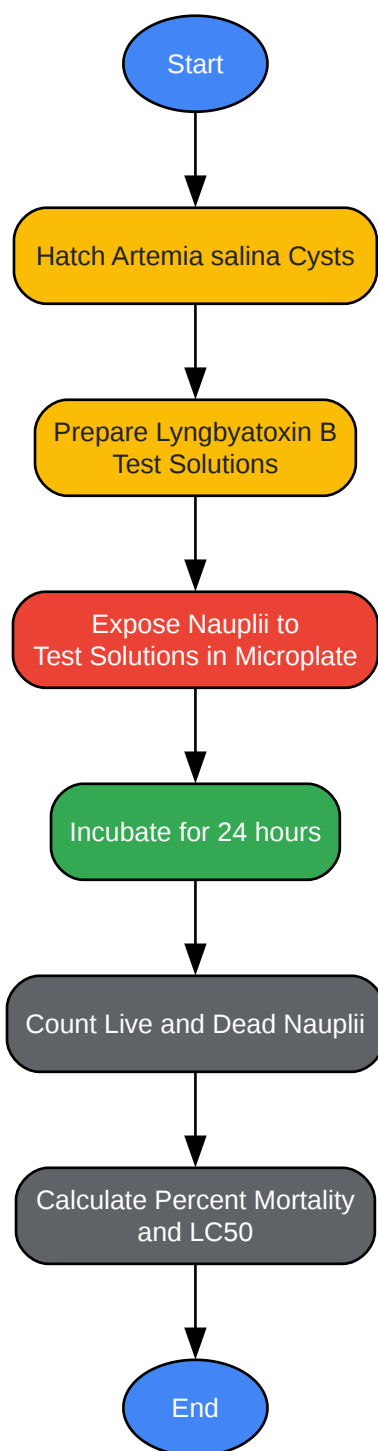 Start
Hatch Artemia salina Cysts
Prepare Lyngbyatoxin B
Test Solutions
Expose Nauplii to
Test Solutions in Microplate
Incubate for 24 hours
Count Live and Dead Nauplii
Calculate Percent Mortality
and LC50
End